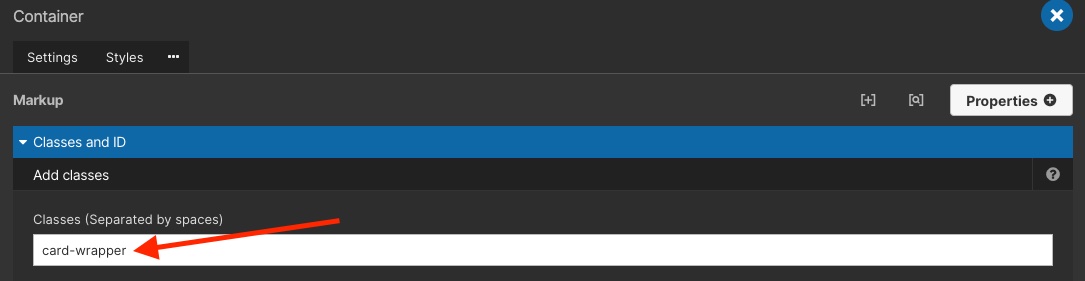 Container
Settings Styles ···
Markup Properties
Classes and ID
Add classes
Classes (Separated by spaces)
card-wrapper